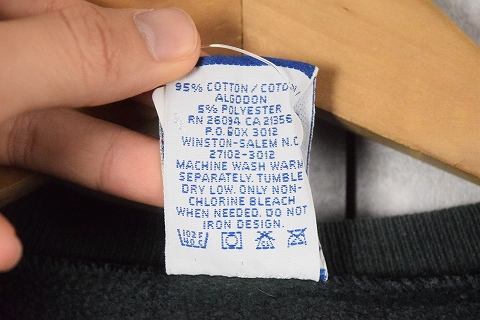 95% COTTON / COTON/
ALGODON
5% POLYESTER
RN 26094 CA 21356
P.O. BOX 3012
WINSTON-SALEM N.C
27102-3012
MACHINE WASH WARM
SEPARATELY. TUMBLE
DRY LOW. ONLY NON-
CHLORINE BLEACH
WHEN NEEDED. DO NOT
IRON DESIGN.